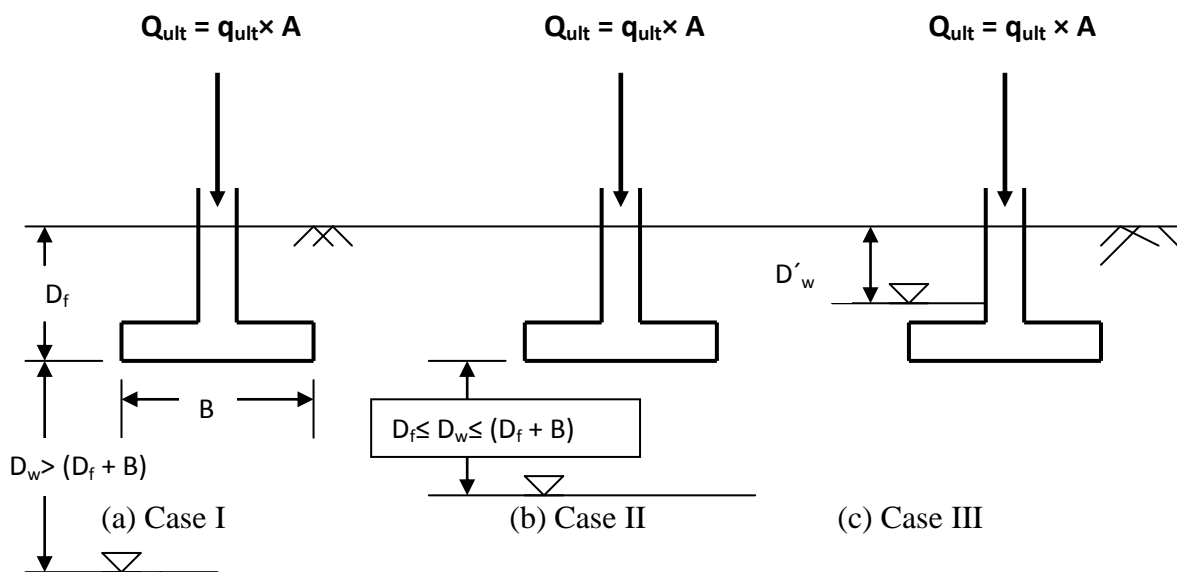 Qult = qult× A
Qult = qult× A
Qult = qult × A
Df
D´w
B
Df≤ Dw≤ (Df + B)
Dw> (Df + B)
(a) Case I
(b) Case II
(c) Case III